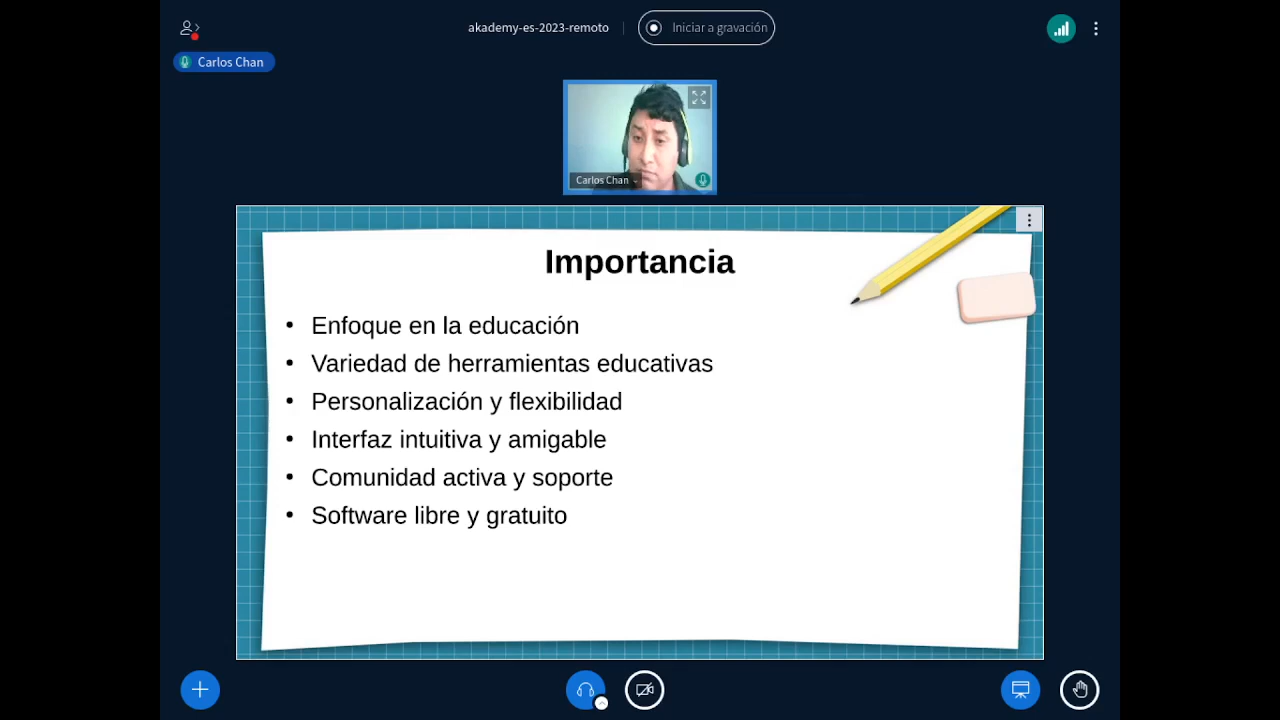 akademy-es-2023-remoto
Iniciar a gravación
Carlos Chan
Carlos Chan
Importancia
• Enfoque en la educación
• Variedad de herramientas educativas
• Personalización y flexibilidad
• Interfaz intuitiva y amigable
• Comunidad activa y soporte
• Software libre y gratuito